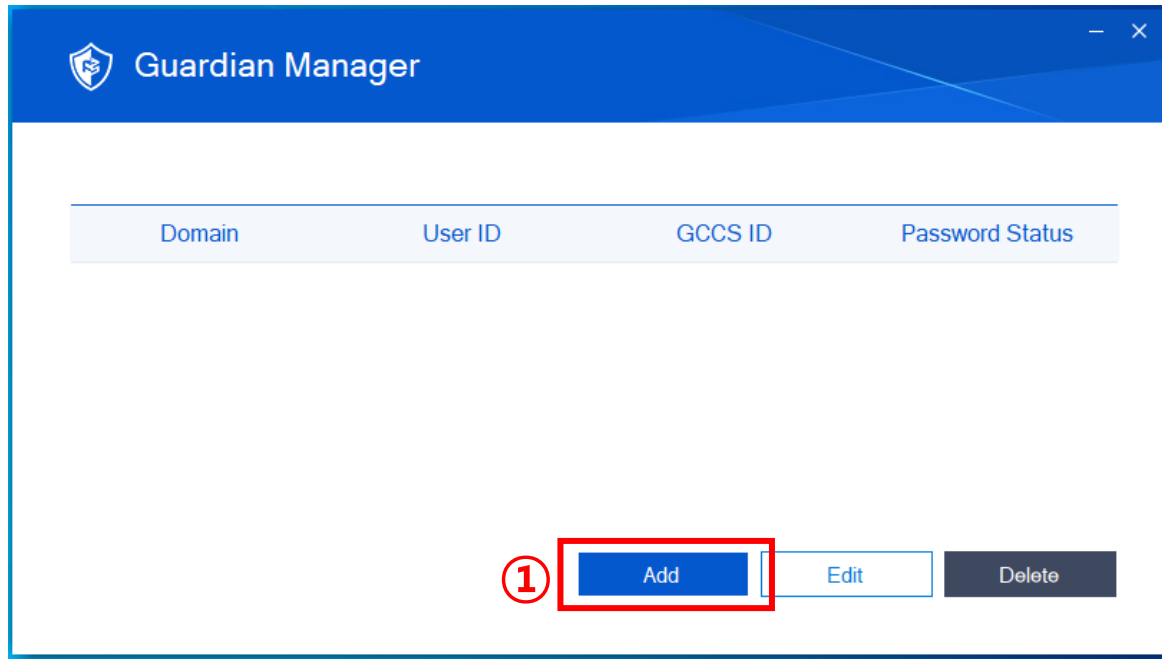 Guardian Manager
Domain User ID GCCS ID Password Status
① Add Edit Delete